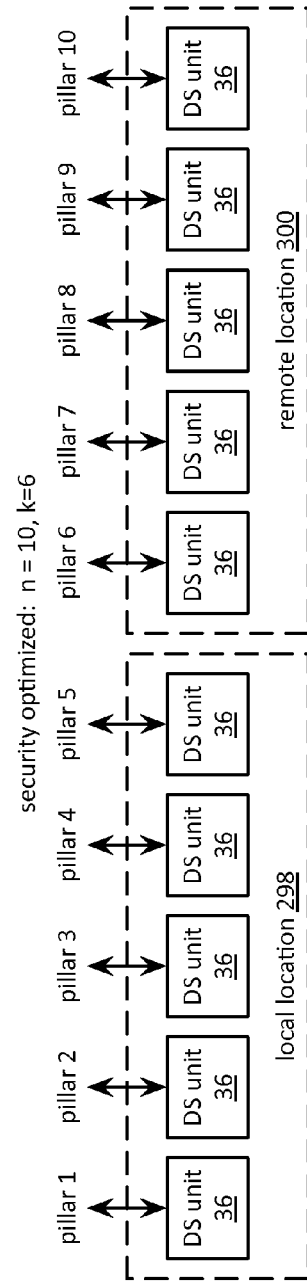 security optimized: n = 10, k=6
pillar 1
pillar 2
pillar 3
pillar 4
pillar 5
pillar 6
pillar 7
pillar 8
pillar 9
pillar 10
DS unit
36
DS unit
36
DS unit
36
DS unit
36
DS unit
36
DS unit
36
DS unit
36
DS unit
36
DS unit
36
DS unit
36
local location 298
remote location 300